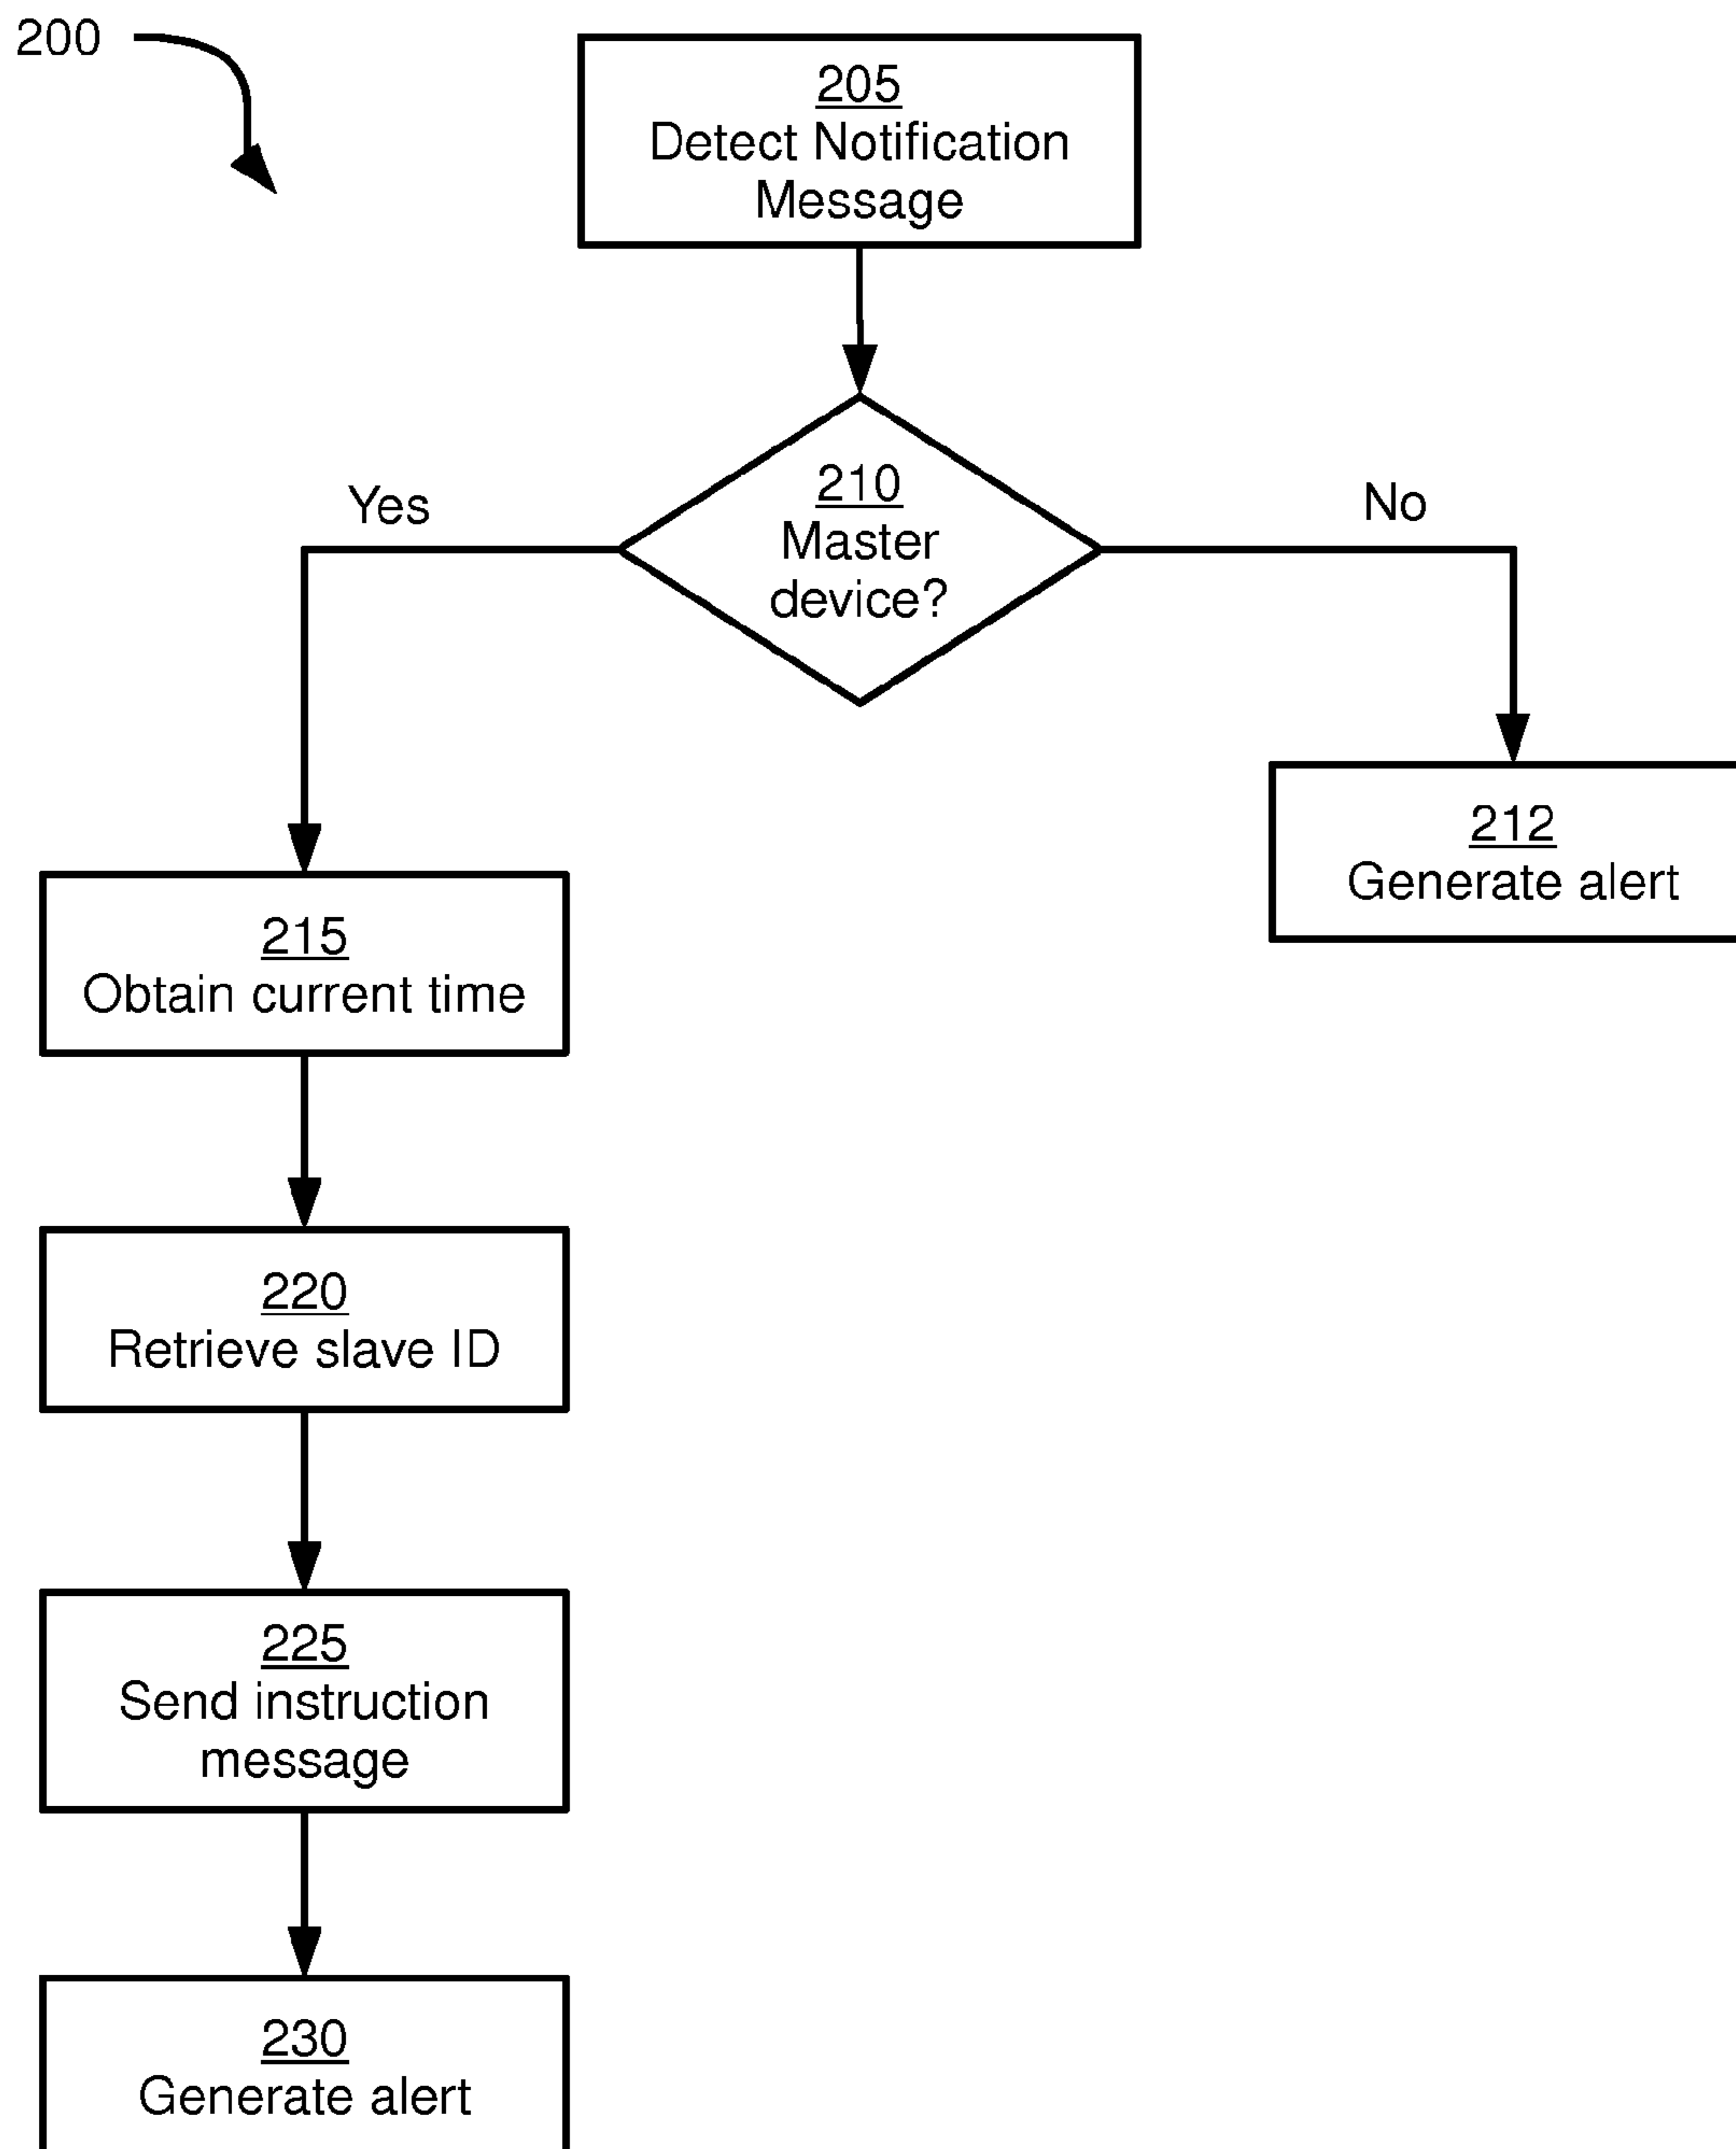 200
205
Detect Notification
Message
210
Master
device?
Yes
No
212
Generate alert
215
Obtain current time
220
Retrieve slave ID
225
Send instruction
message
230
Generate alert